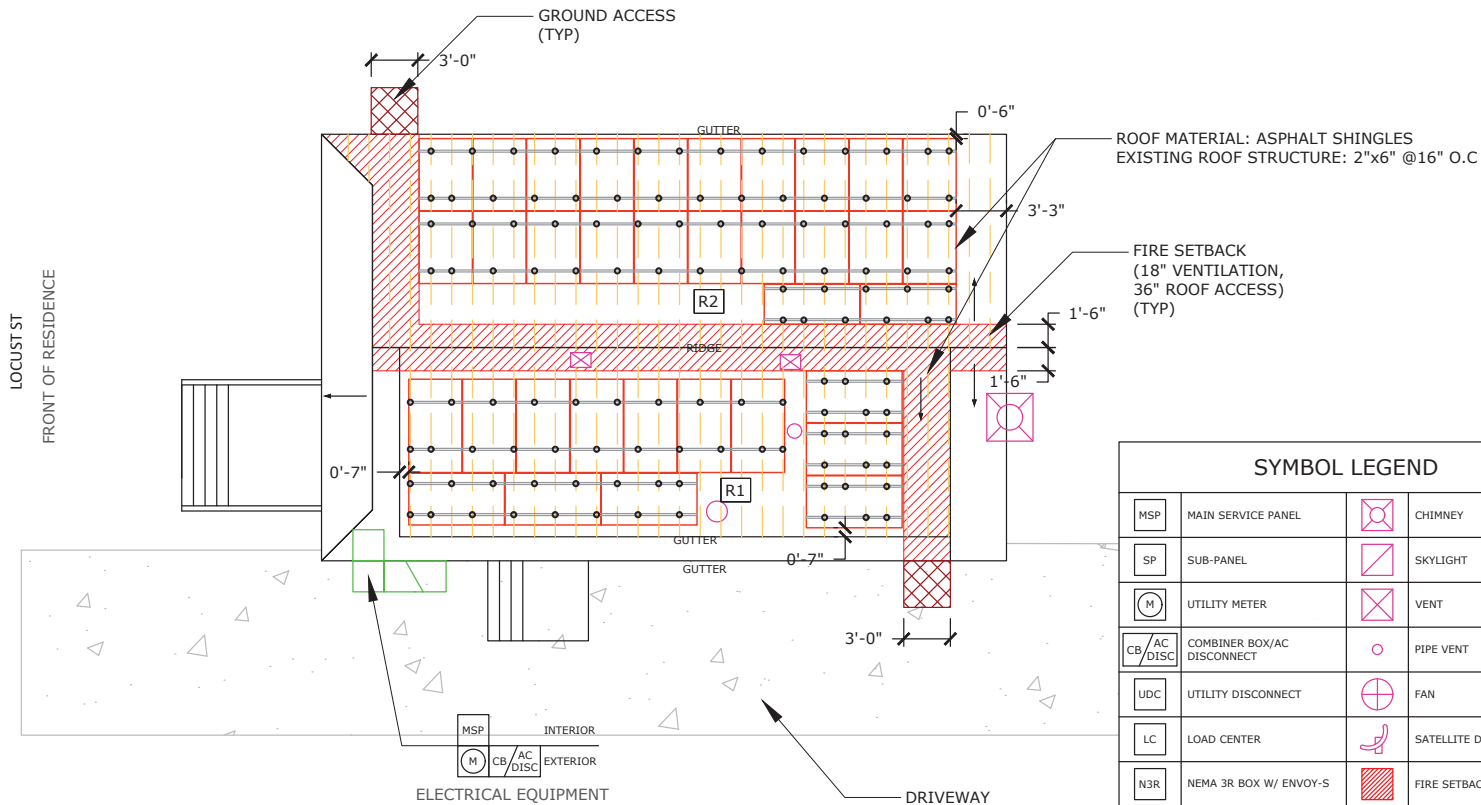 GROUND ACCESS
(TYP)
3'-0"
0'-6"
GUTTER
ROOF MATERIAL: ASPHALT SHINGLES
EXISTING ROOF STRUCTURE: 2"x6" @16" O.C
3'-3"
FIRE SETBACK
(18" VENTILATION,
36" ROOF ACCESS)
(TYP)
LOCUST ST
FRONT OF RESIDENCE
R2
1'-6"
RIDGE
1'-6"
0'-7"
R1
GUTTER
0'-7"
GUTTER
3'-0"
SYMBOL LEGEND
MSP MAIN SERVICE PANEL CHIMNEY
SP SUB-PANEL SKYLIGHT
M UTILITY METER VENT
CB/AC DISC COMBINER BOX/AC
DISCONNECT PIPE VENT
UDC UTILITY DISCONNECT FAN
LC LOAD CENTER SATELLITE D
N3R NEMA 3R BOX W/ ENVOY-S FIRE SETBAC
MSP INTERIOR
M CB/AC DISC EXTERIOR
ELECTRICAL EQUIPMENT
DRIVEWAY